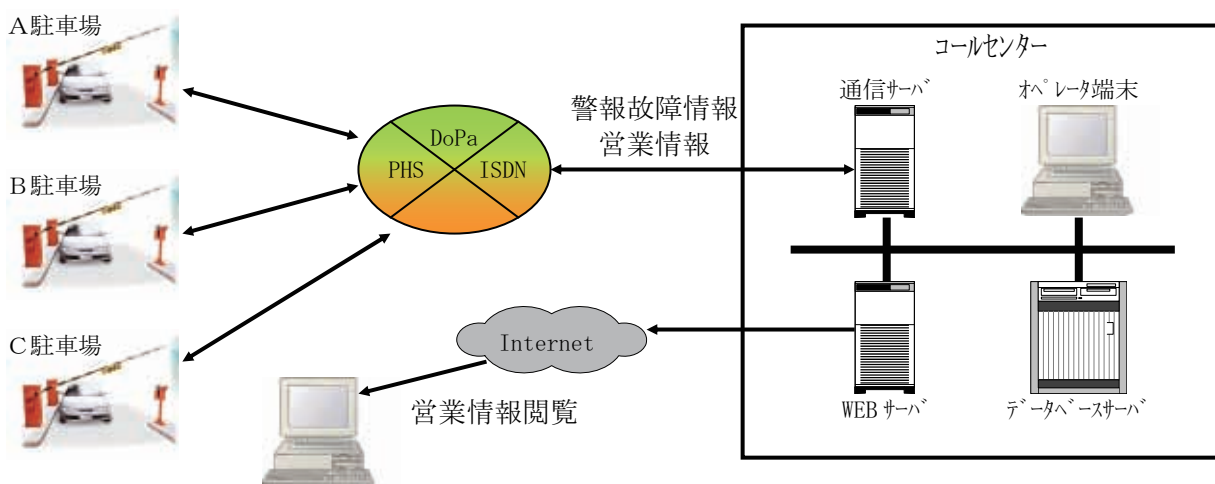 A駐車場
B駐車場
C駐車場
DoPa
PHS
ISDN
警報故障情報
営業情報
Internet
営業情報閲覧
コールセンター
通信ｻｰﾊﾞ
ｵﾍﾟﾚｰﾀ端末
WEBｻｰﾊﾞ
ﾃﾞｰﾀﾍﾞｰｽｻｰﾊﾞ